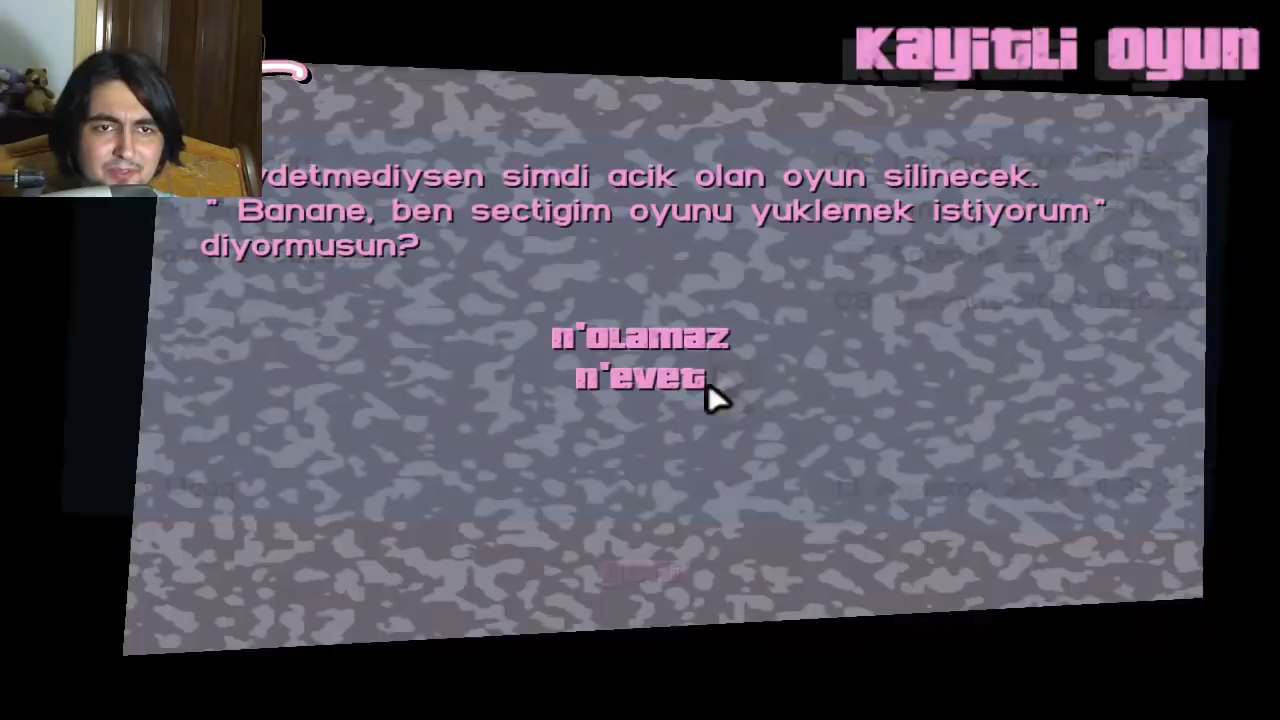 Kayitli Oyun
ydetmediysen simdi acik olan oyun silinecek.
" Banane, ben sectigim oyunu yuklemek istiyorum"
diyormusun?
n'olamaz
n'evet